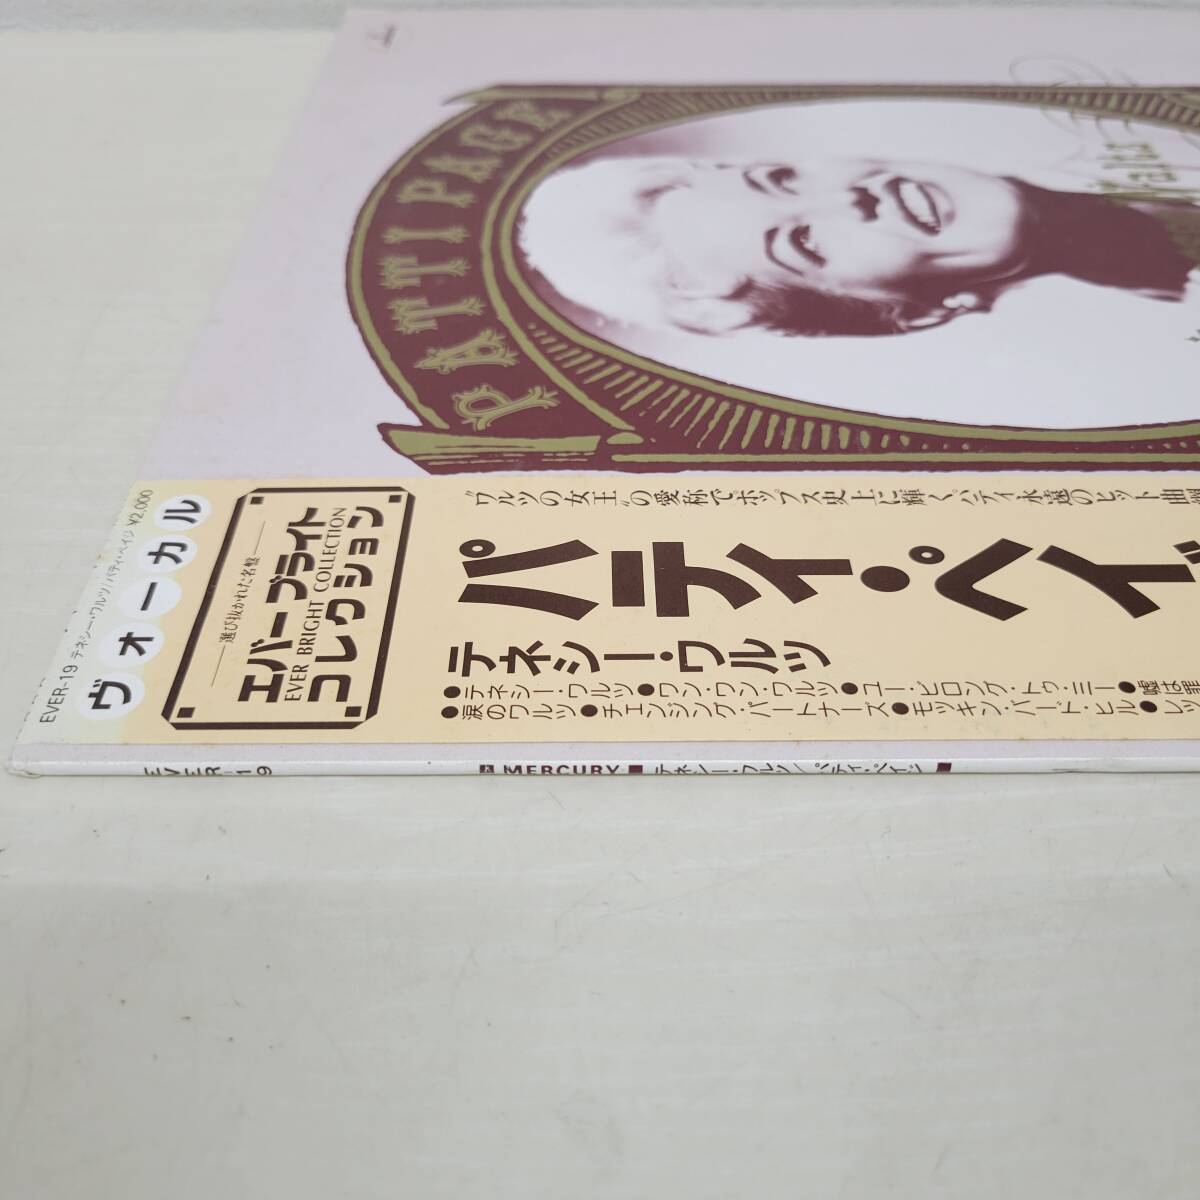 PATTI PAGE
Waltz
EVER-19 テネシー・ワルツ/パティ・ペイジ ¥2,000
ヴォーカル
選び抜かれた名盤
エバーブライト
EVER BRIGHT COLLECTION
コレクション
“ワルツの女王”の愛称でポップス史上に輝く、パティ永遠のヒット曲
パティ・ペイ
テネシー・ワルツ
●テネシー・ワルツ●ワン・ワン・ワルツ●ユー・ビロング・トゥ・ミー●嘘は罪
●涙のワルツ●チェンジング・パートナーズ●モッキン・バード・ヒル●レッ
EVER-19
MERCURY■テネシー・ワルツ/パティ・ペイジ■